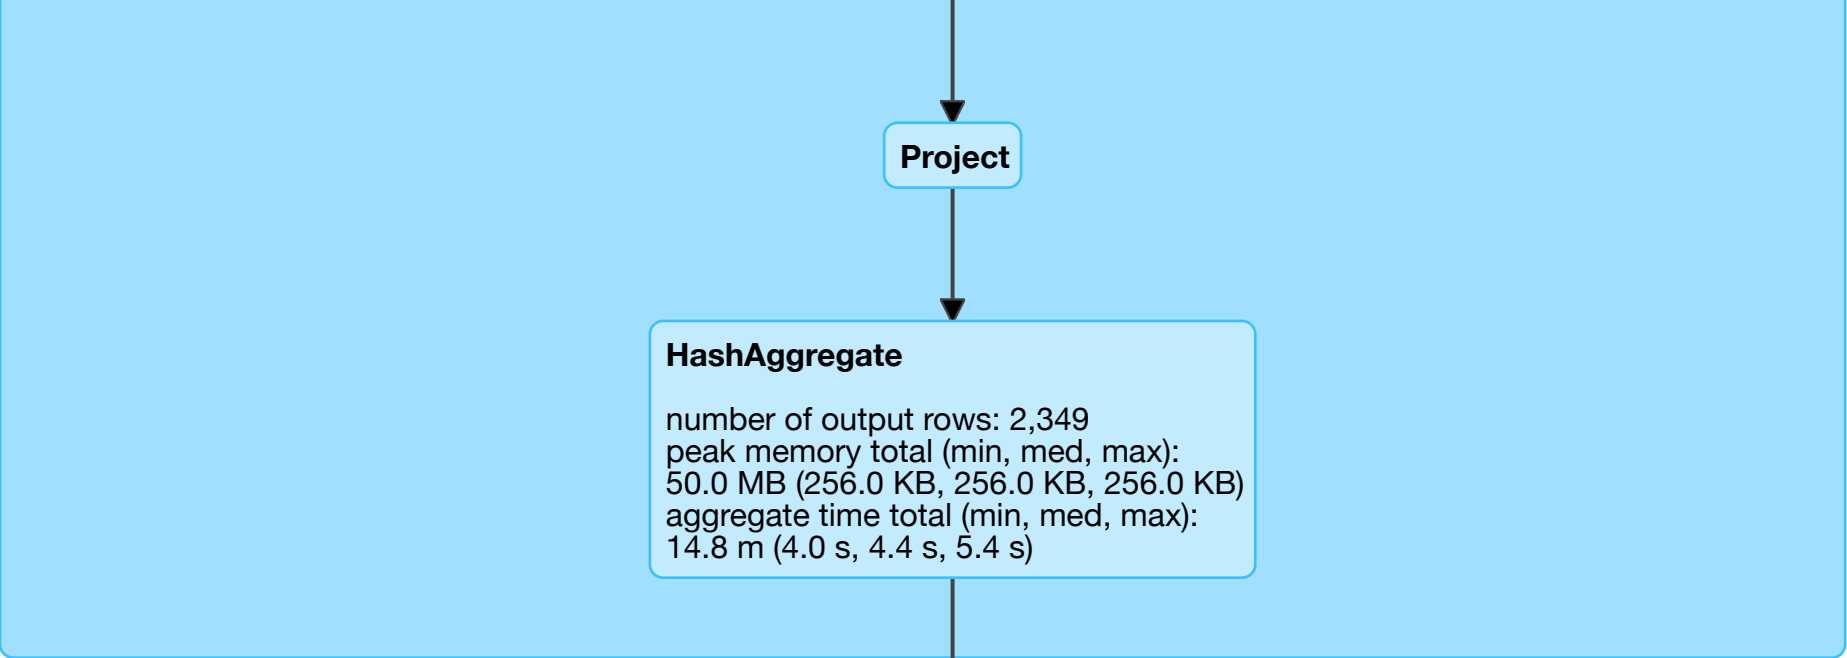 Project
HashAggregate
number of output rows: 2,349
peak memory total (min, med, max):
50.0 MB (256.0 KB, 256.0 KB, 256.0 KB)
aggregate time total (min, med, max):
14.8 m (4.0 s, 4.4 s, 5.4 s)